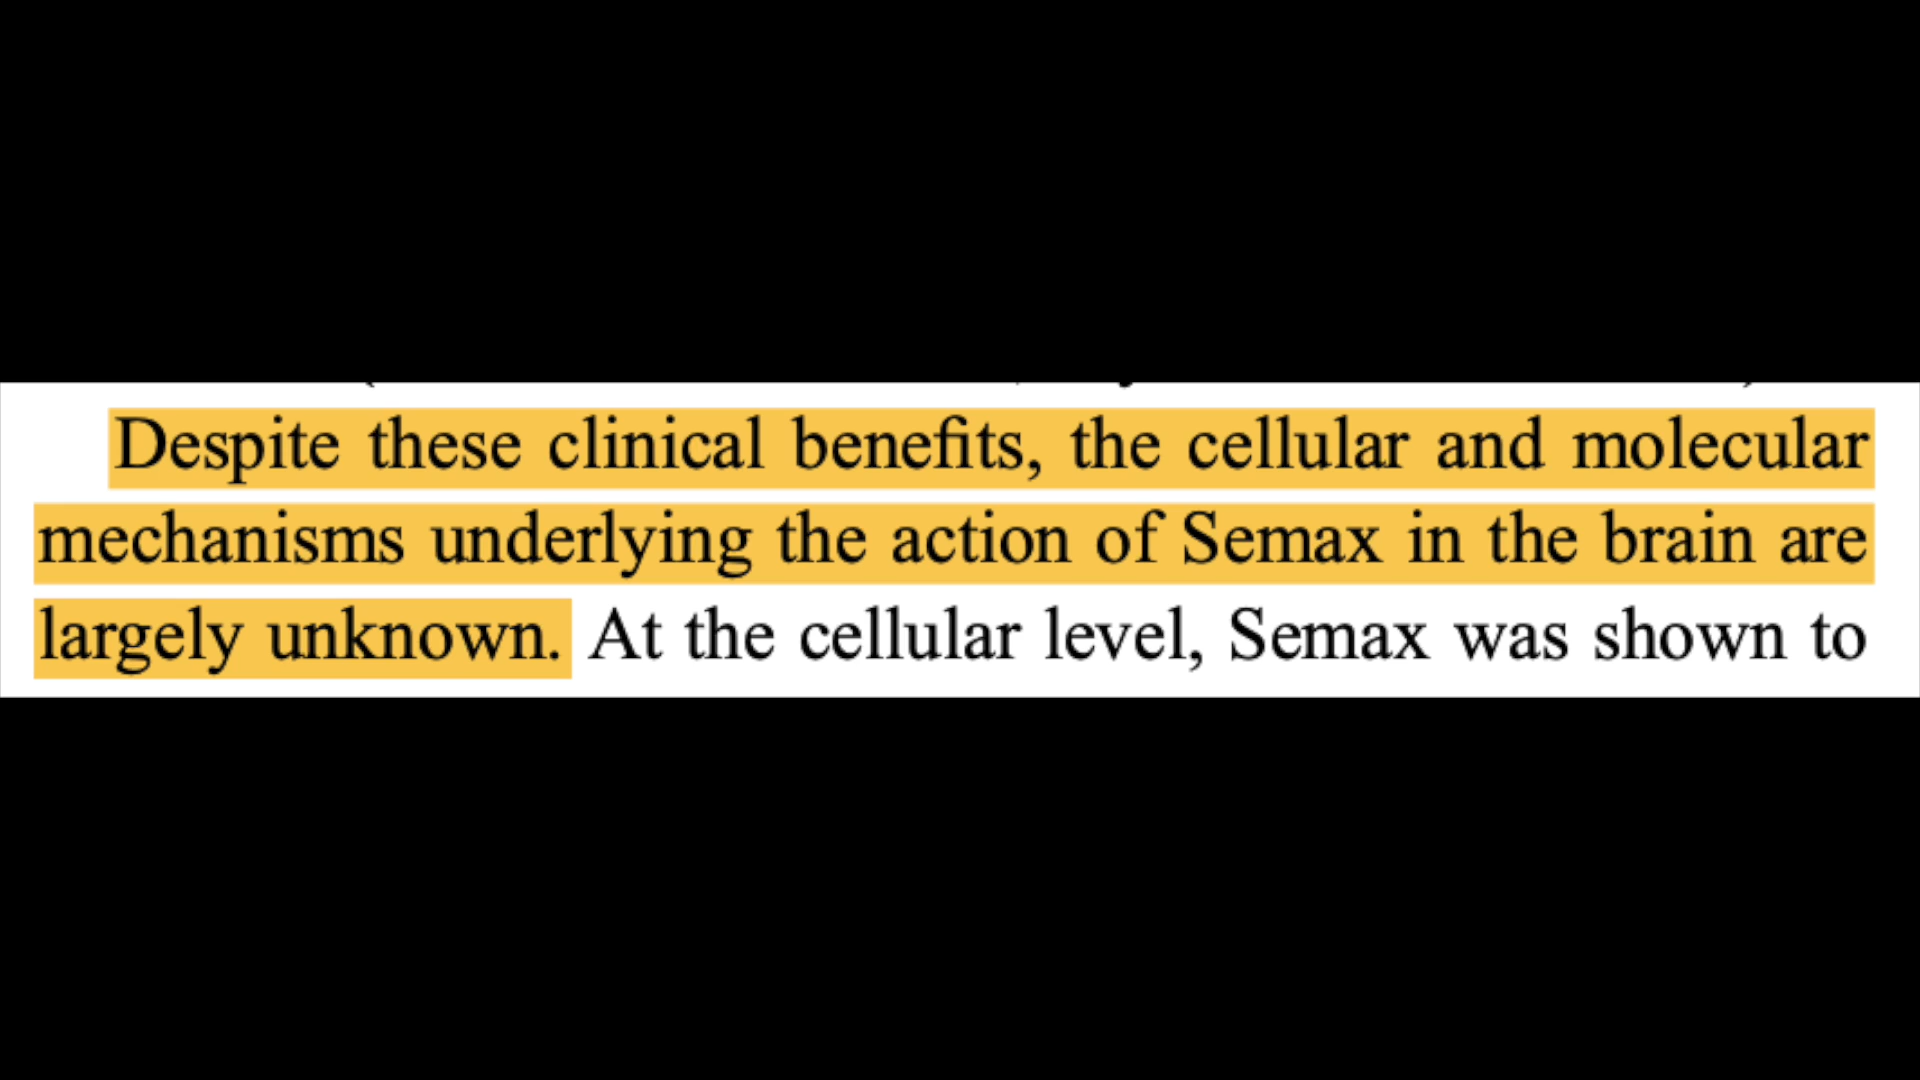 Despite these clinical benefits, the cellular and molecular
mechanisms underlying the action of Semax in the brain are
largely unknown. At the cellular level, Semax was shown to